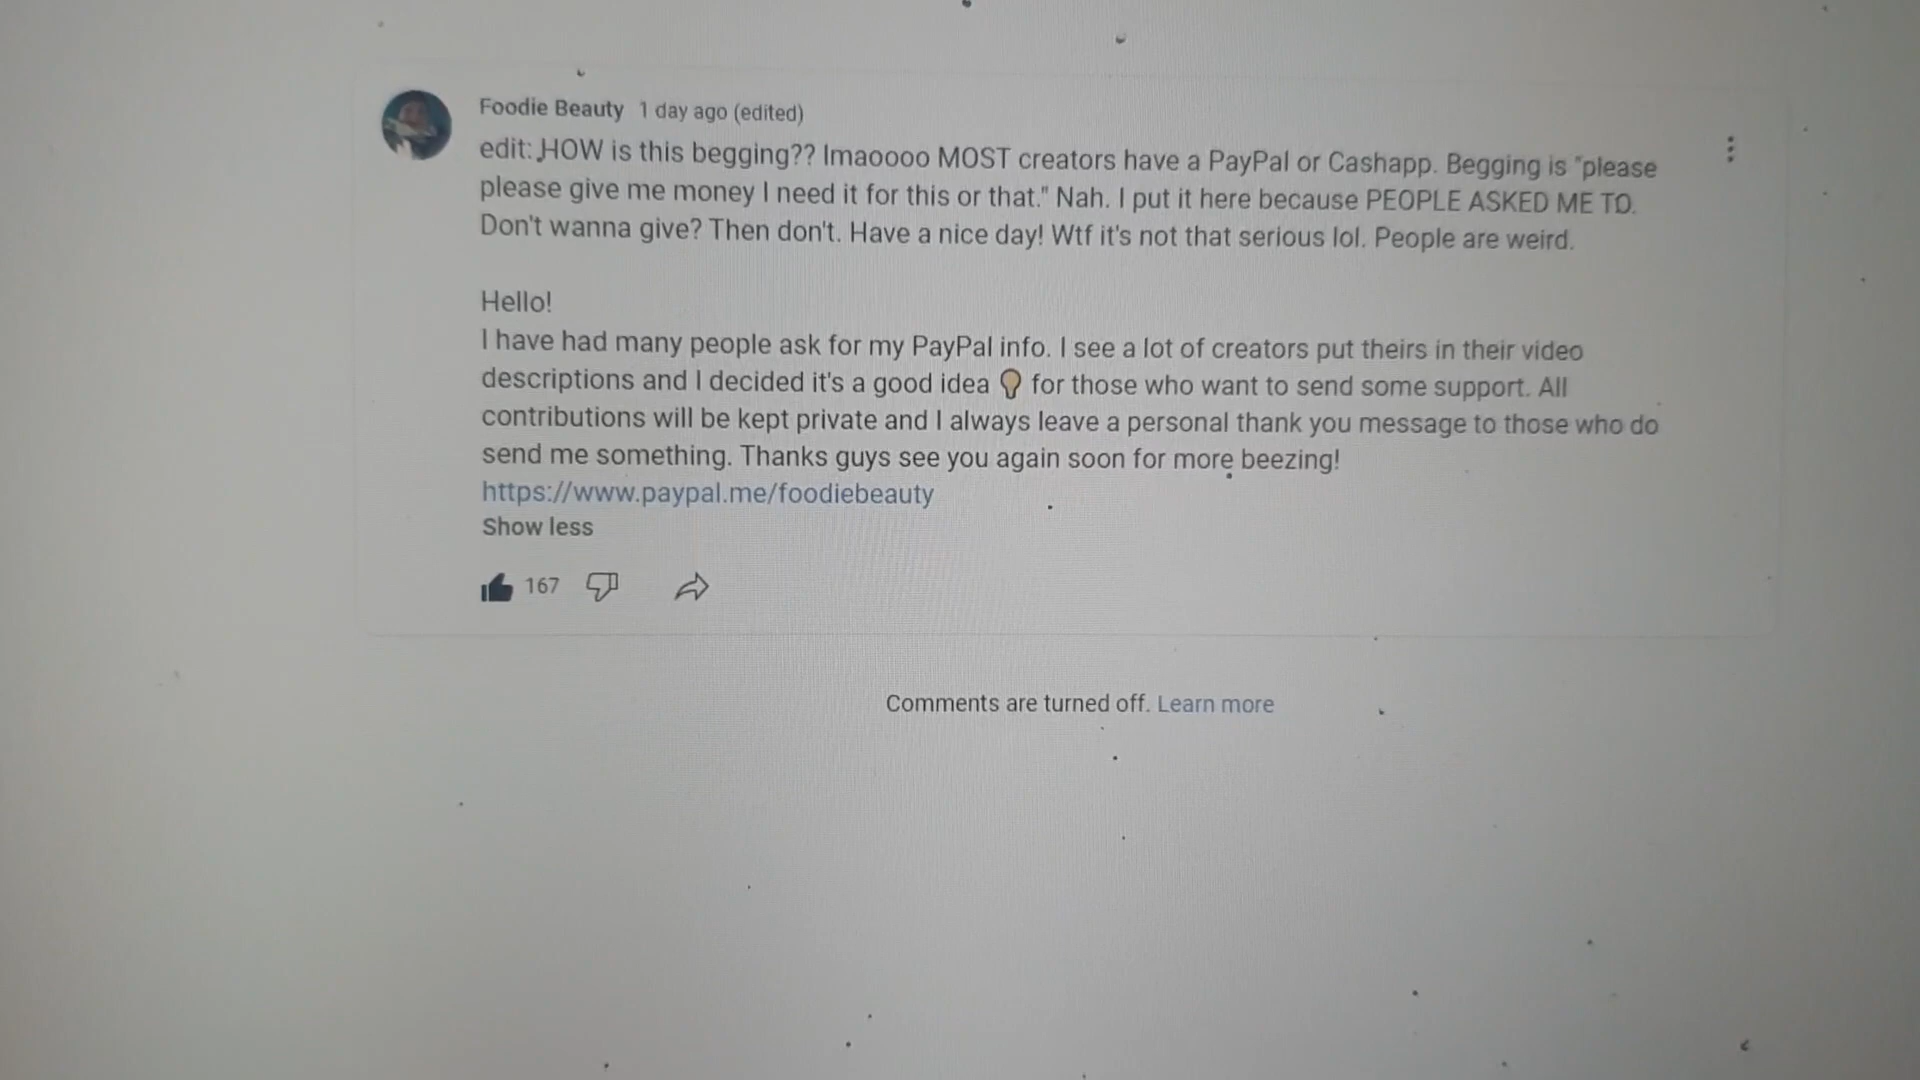 Foodie Beauty 1 day ago (edited)
edit: HOW is this begging?? lmaoooo MOST creators have a PayPal or Cashapp. Begging is "please
please give me money I need it for this or that." Nah. I put it here because PEOPLE ASKED ME TO.
Don't wanna give? Then don't. Have a nice day! Wtf it's not that serious lol. People are weird.
Hello!
I have had many people ask for my PayPal info. I see a lot of creators put theirs in their video
descriptions and I decided it's a good idea 💡 for those who want to send some support. All
contributions will be kept private and I always leave a personal thank you message to those who do
send me something. Thanks guys see you again soon for more beezing!
https://www.paypal.me/foodiebeauty
Show less
167
Comments are turned off. Learn more